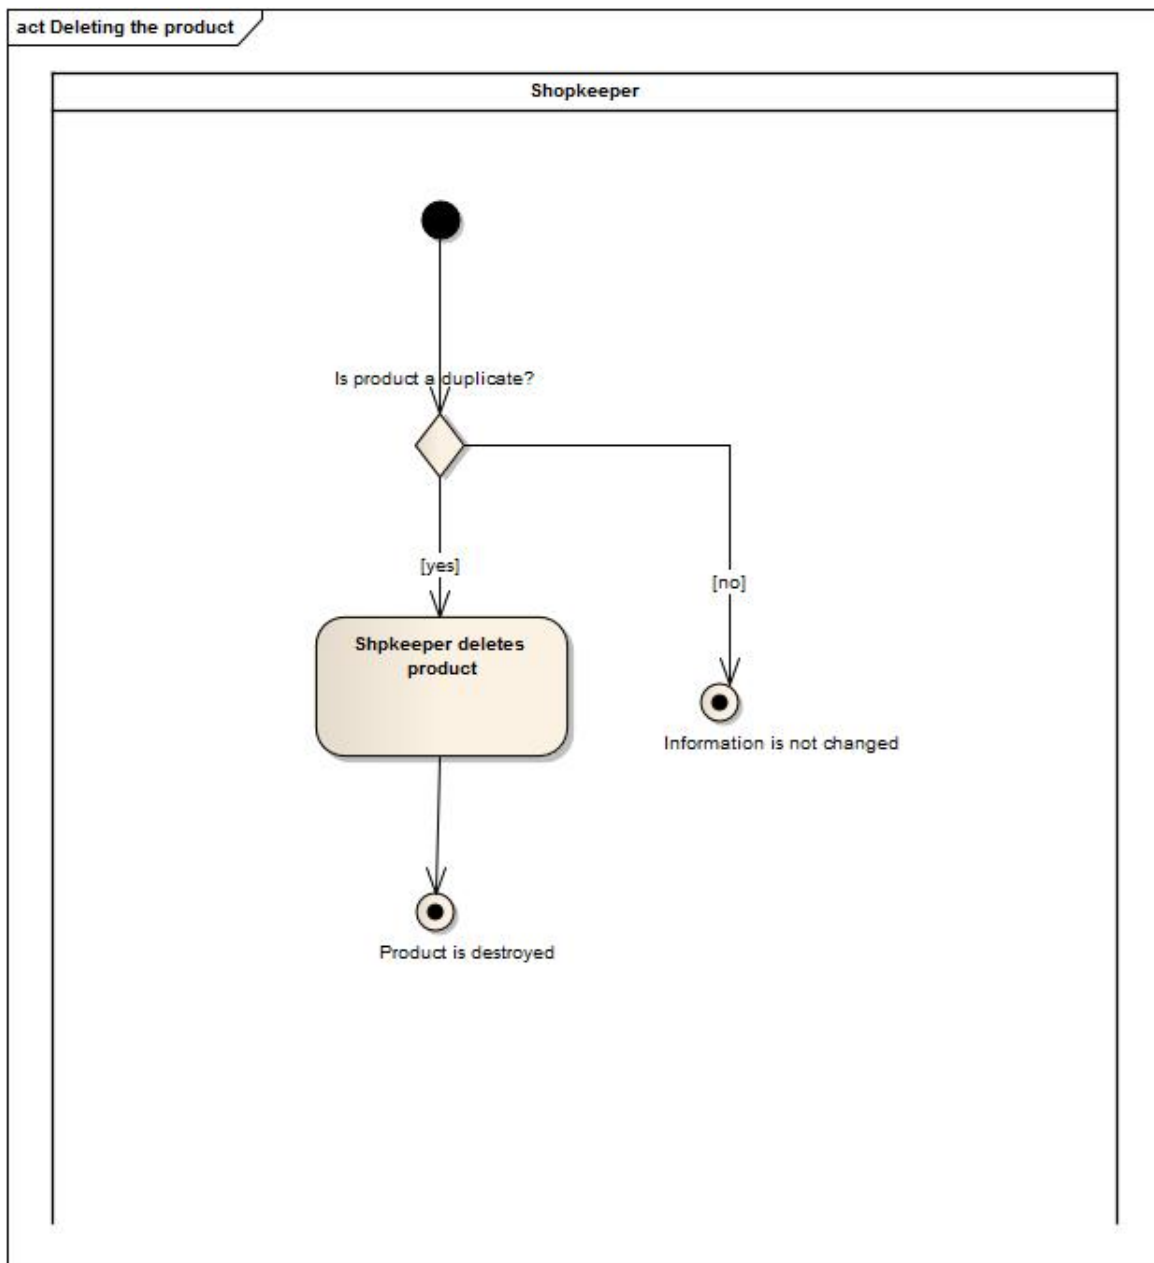 act Deleting the product
Shopkeeper
Is product a duplicate?
[yes]
[no]
Shpkeeper deletes
product
Information is not changed
Product is destroyed